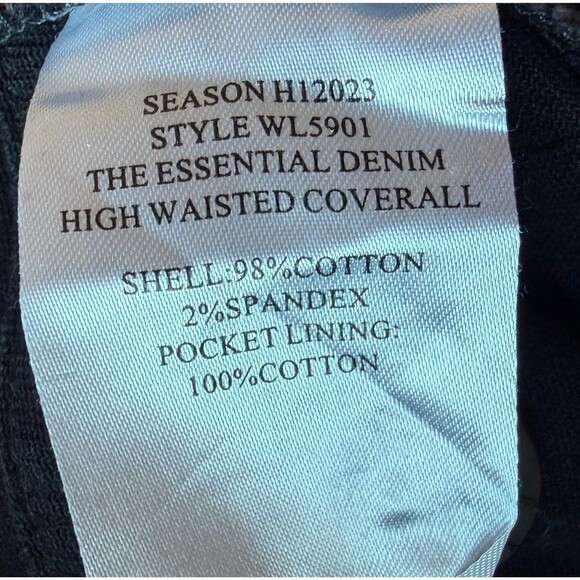 SEASON H12023
STYLE WL5901
THE ESSENTIAL DENIM
HIGH WAISTED COVERALL
SHELL:98%COTTON
2%SPANDEX
POCKET LINING:
100%COTTON